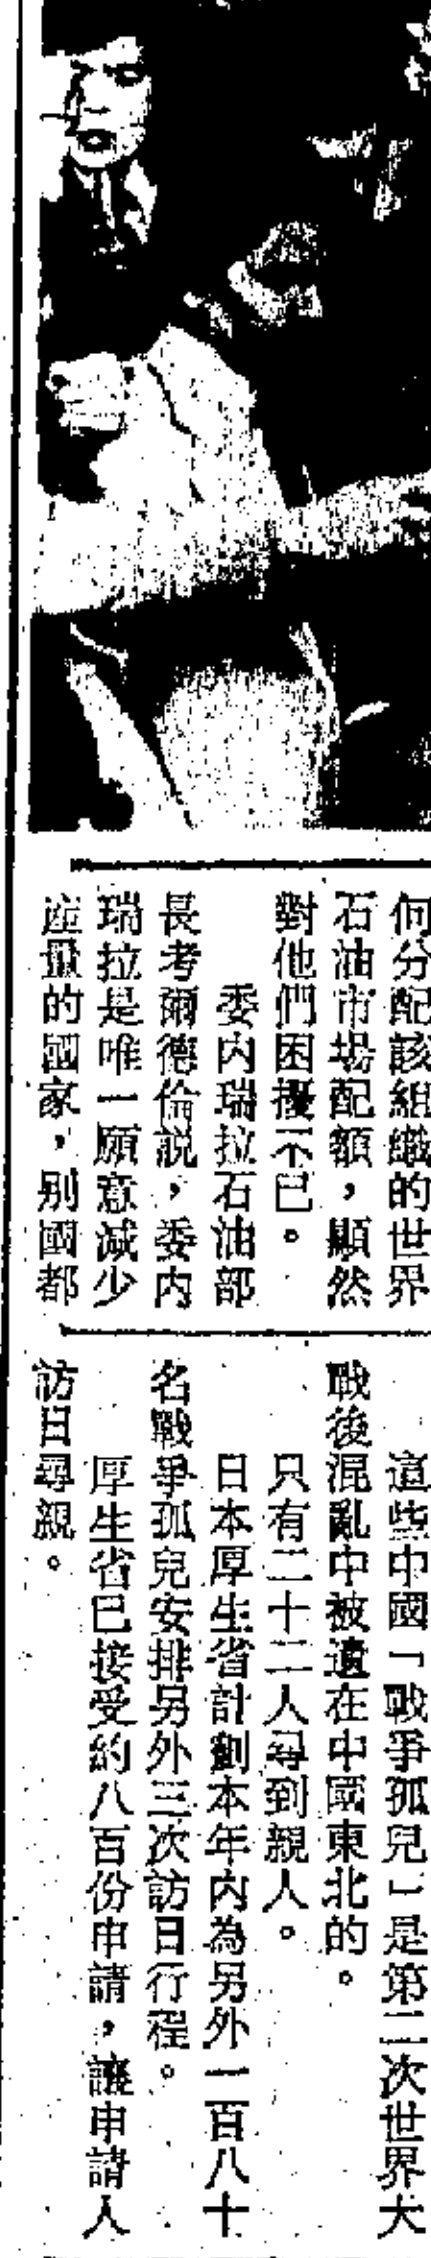 何分配該組織的世界
石油市場配額，顯然
對他們困擾不已。
委内瑞拉石油部
長考爾德倫說，委内
瑞拉是唯一願意減少
産量的國家，别國都
這些中國「戰爭孤兒」是第二次世界大
戰後混亂中被遺在中國東北的。
只有二十二人尋到親人。
日本厚生省計劃本年内為另外一百八十
名戰爭孤兒安排另外三次訪日行程。
厚生省已接受約八百份申請，讓申請人
訪日尋親。